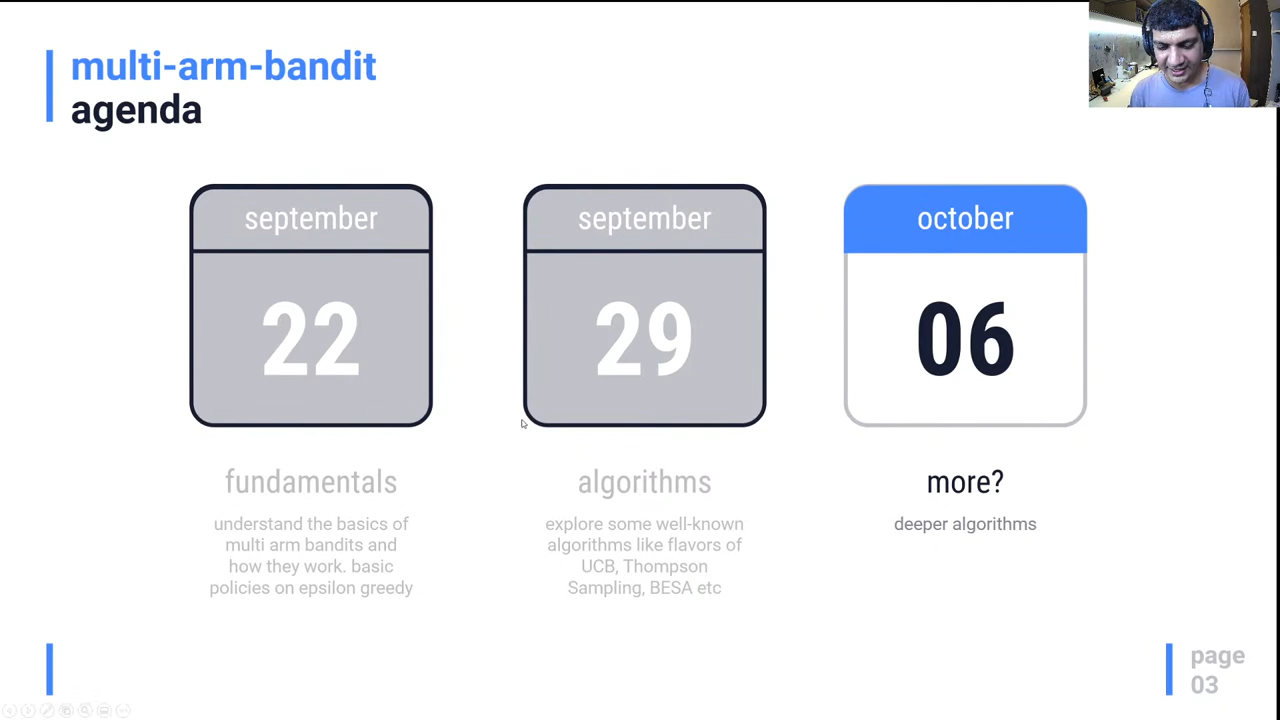 multi-arm-bandit
agenda
september
22
fundamentals
understand the basics of
multi arm bandits and
how they work. basic
policies on epsilon greedy
september
29
algorithms
explore some well-known
algorithms like flavors of
UCB, Thompson
Sampling, BESA etc
october
06
more?
deeper algorithms
page
03